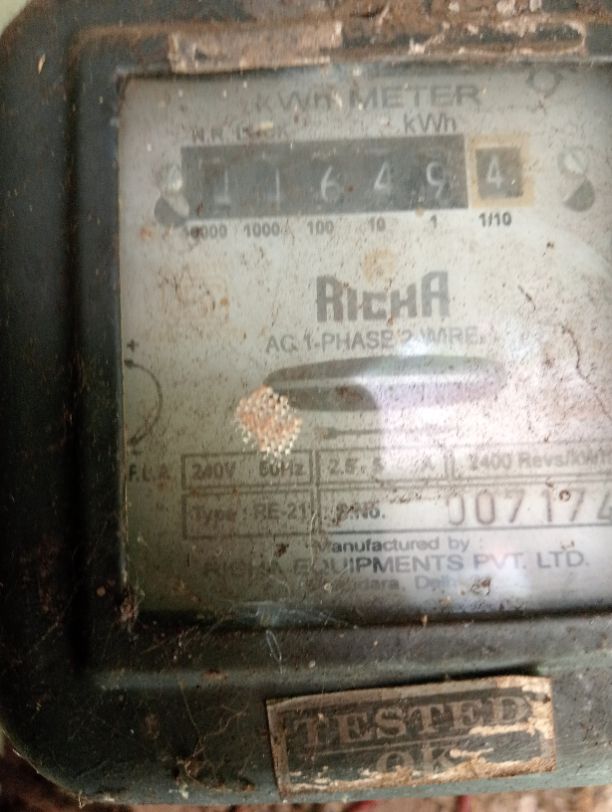 kWh METER
kWh
1 1 6 4 9 4
10000 1000 100 10 1 1/10
RICHA
AC 1-PHASE 2-WIRE
+
F.L.
240V 50Hz A 2400 Revs/kWh
Type RE-21 S.No. 007174
Manufactured by
RICHA EQUIPMENTS PVT. LTD.
TESTED
OK